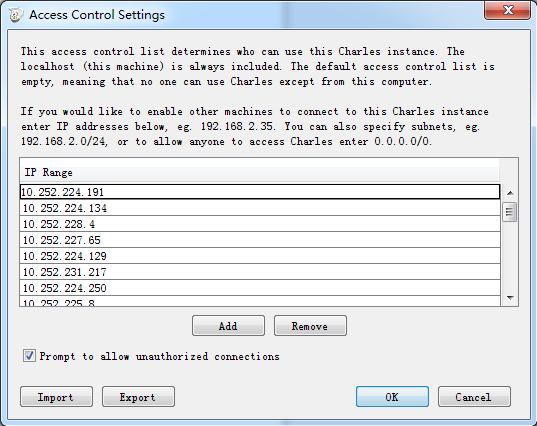 Access Control Settings
This access control list determines who can use this Charles instance. The
localhost (this machine) is always included. The default access control list is
empty, meaning that no one can use Charles except from this computer.
If you would like to enable other machines to connect to this Charles instance
enter IP addresses below, eg. 192.168.2.35. You can also specify subnets, eg.
192.168.2.0/24, or to allow anyone to access Charles enter 0.0.0.0/0.
IP Range
10.252.224.191
10.252.224.134
10.252.228.4
10.252.227.65
10.252.224.129
10.252.231.217
10.252.224.250
10.252.225.8
Add Remove
Prompt to allow unauthorized connections
Import Export OK Cancel